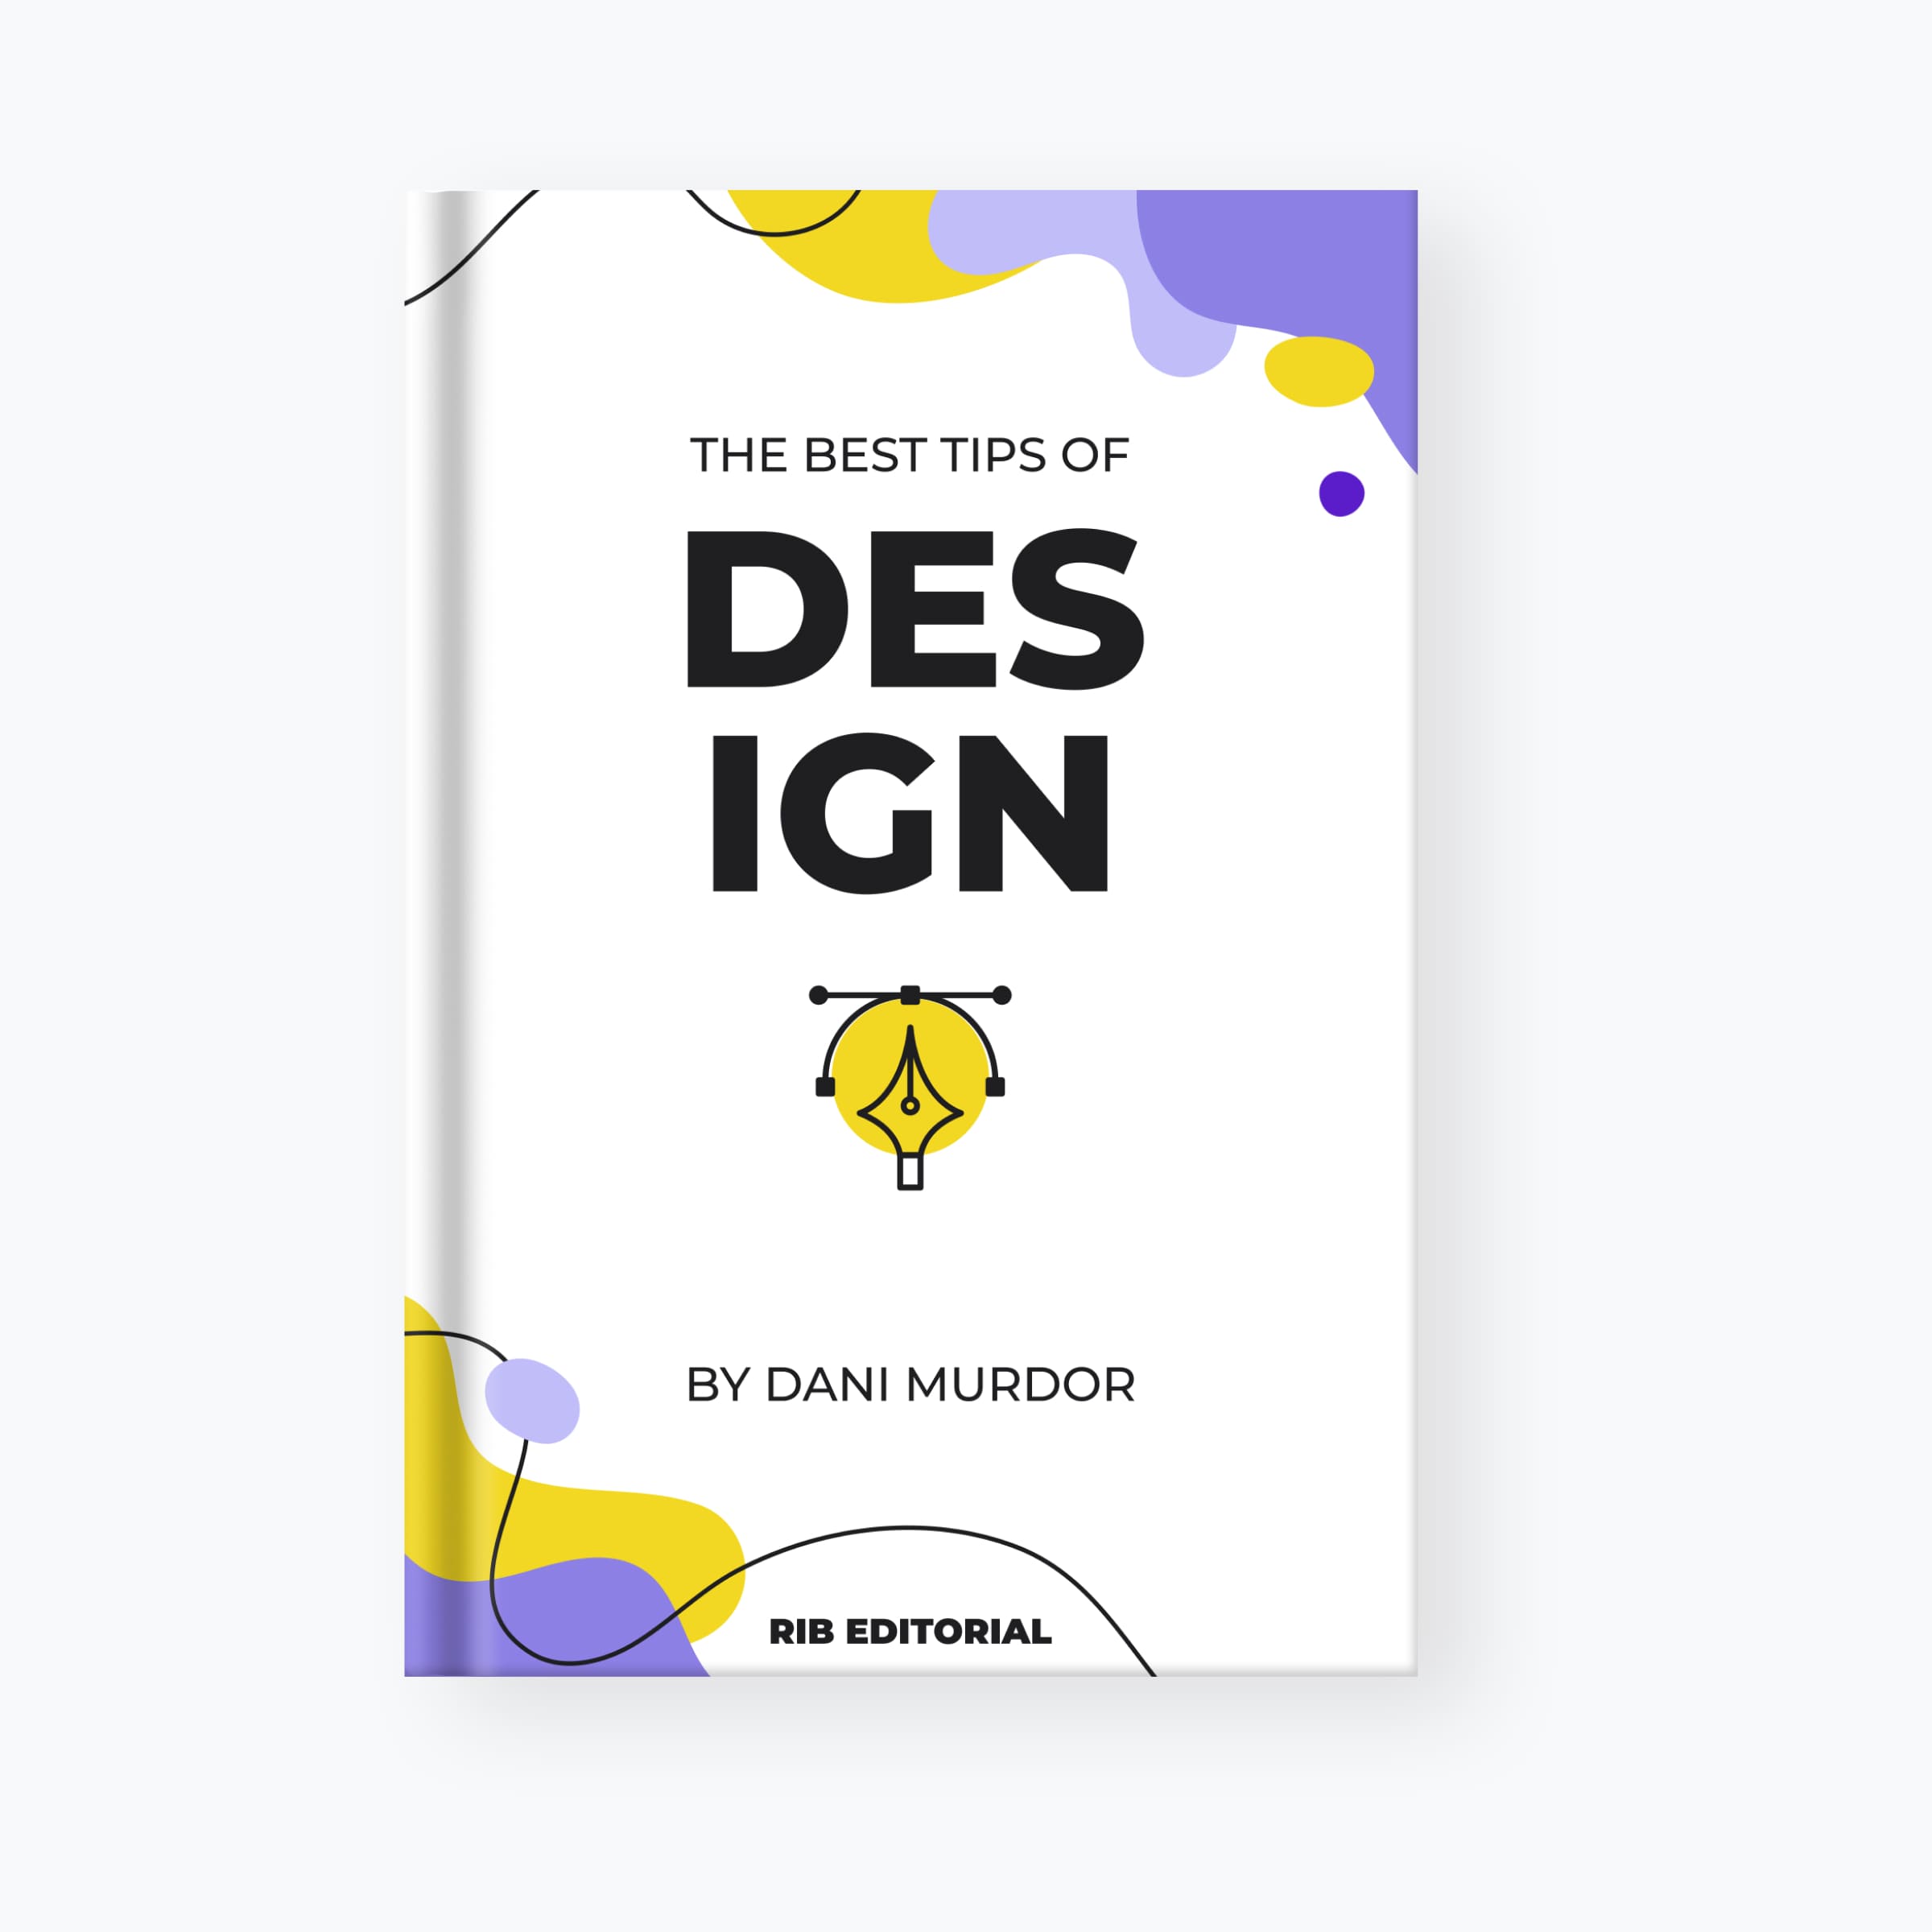 THE BEST TIPS OF
DES
IGN
BY DANI MURDOR
RIB EDITORIAL